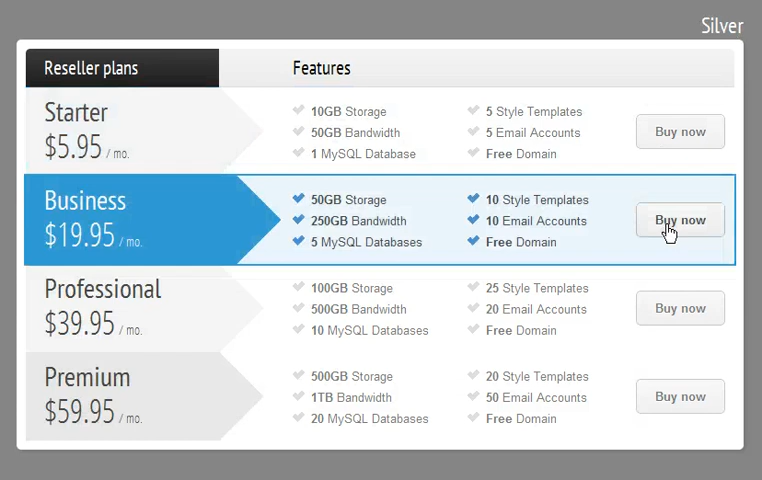 Silver
Reseller plans
Features
Starter
$5.95 / mo.
10GB Storage
50GB Bandwidth
1 MySQL Database
5 Style Templates
5 Email Accounts
Free Domain
Buy now
Business
$19.95 / mo.
50GB Storage
250GB Bandwidth
5 MySQL Databases
10 Style Templates
10 Email Accounts
Free Domain
Buy now
Professional
$39.95 / mo.
100GB Storage
500GB Bandwidth
10 MySQL Databases
25 Style Templates
20 Email Accounts
Free Domain
Buy now
Premium
$59.95 / mo.
500GB Storage
1TB Bandwidth
20 MySQL Databases
20 Style Templates
50 Email Accounts
Free Domain
Buy now